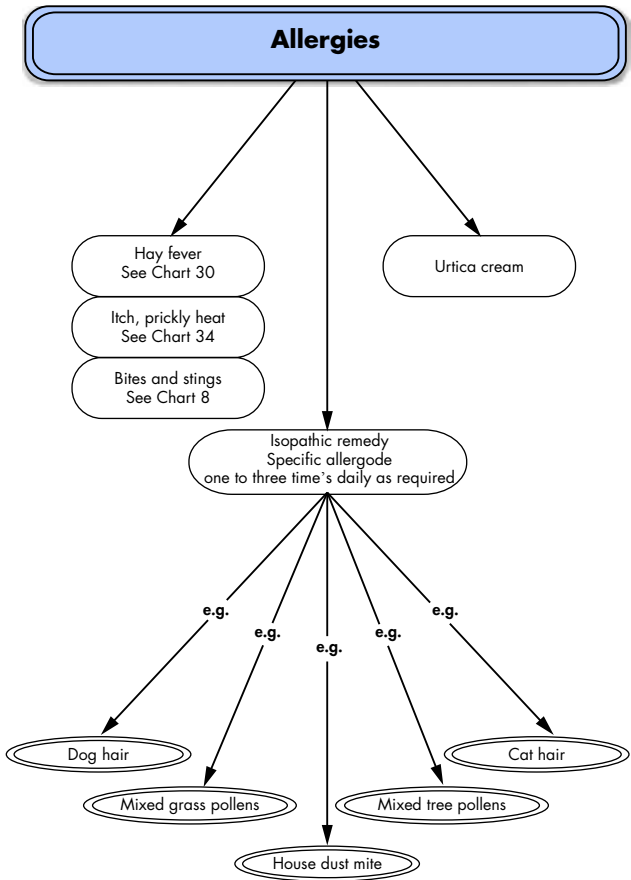 Allergies
Hay fever
See Chart 30
Urtica cream
Itch, prickly heat
See Chart 34
Bites and stings
See Chart 8
Isopathic remedy
Specific allergode
one to three time's daily as required
e.g.
e.g.
e.g.
e.g.
e.g.
Dog hair
Cat hair
Mixed grass pollens
Mixed tree pollens
House dust mite